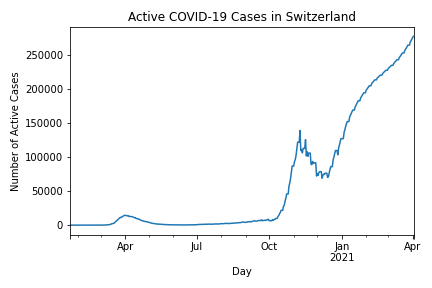 Active COVID-19 Cases in Switzerland
Number of Active Cases
250000
200000
150000
100000
50000
0
Apr
Jul
Oct
Jan
2021
Apr
Day